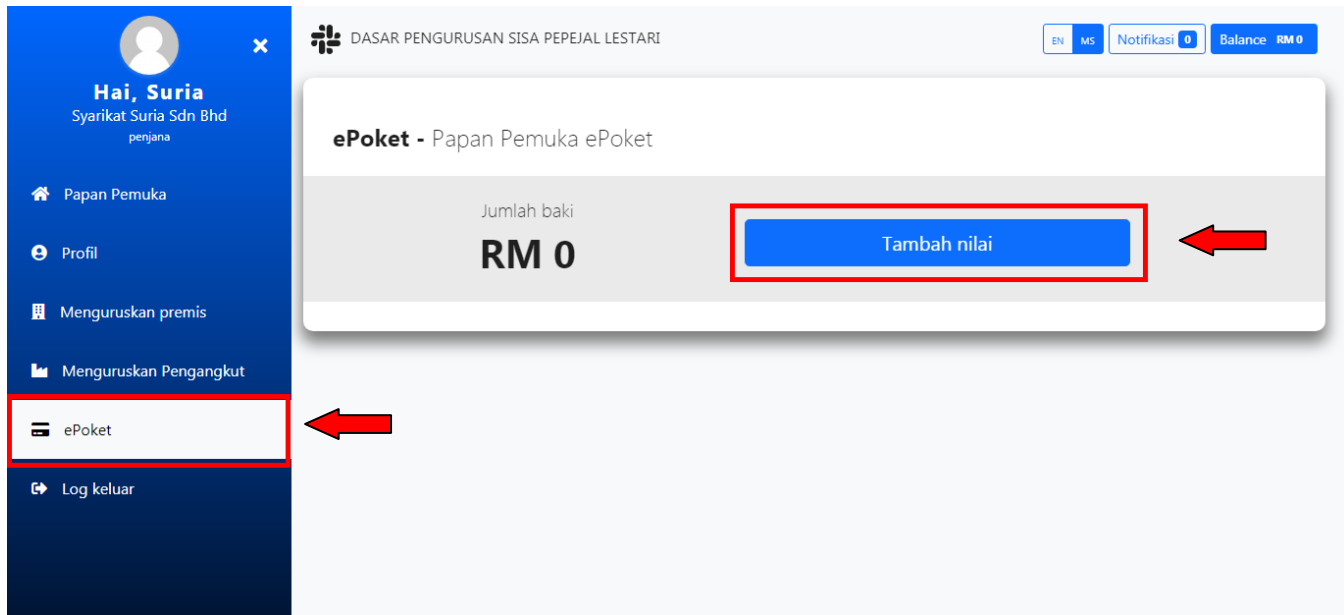 Hai, Suria
Syarikat Suria Sdn Bhd
penjana
Papan Pemuka
Profil
Menguruskan premis
Menguruskan Pengangkut
ePoket
Log keluar
DASAR PENGURUSAN SISA PEPEJAL LESTARI
EN MS Notifikasi 0 Balance RM 0
ePoket - Papan Pemuka ePoket
Jumlah baki
RM 0
Tambah nilai